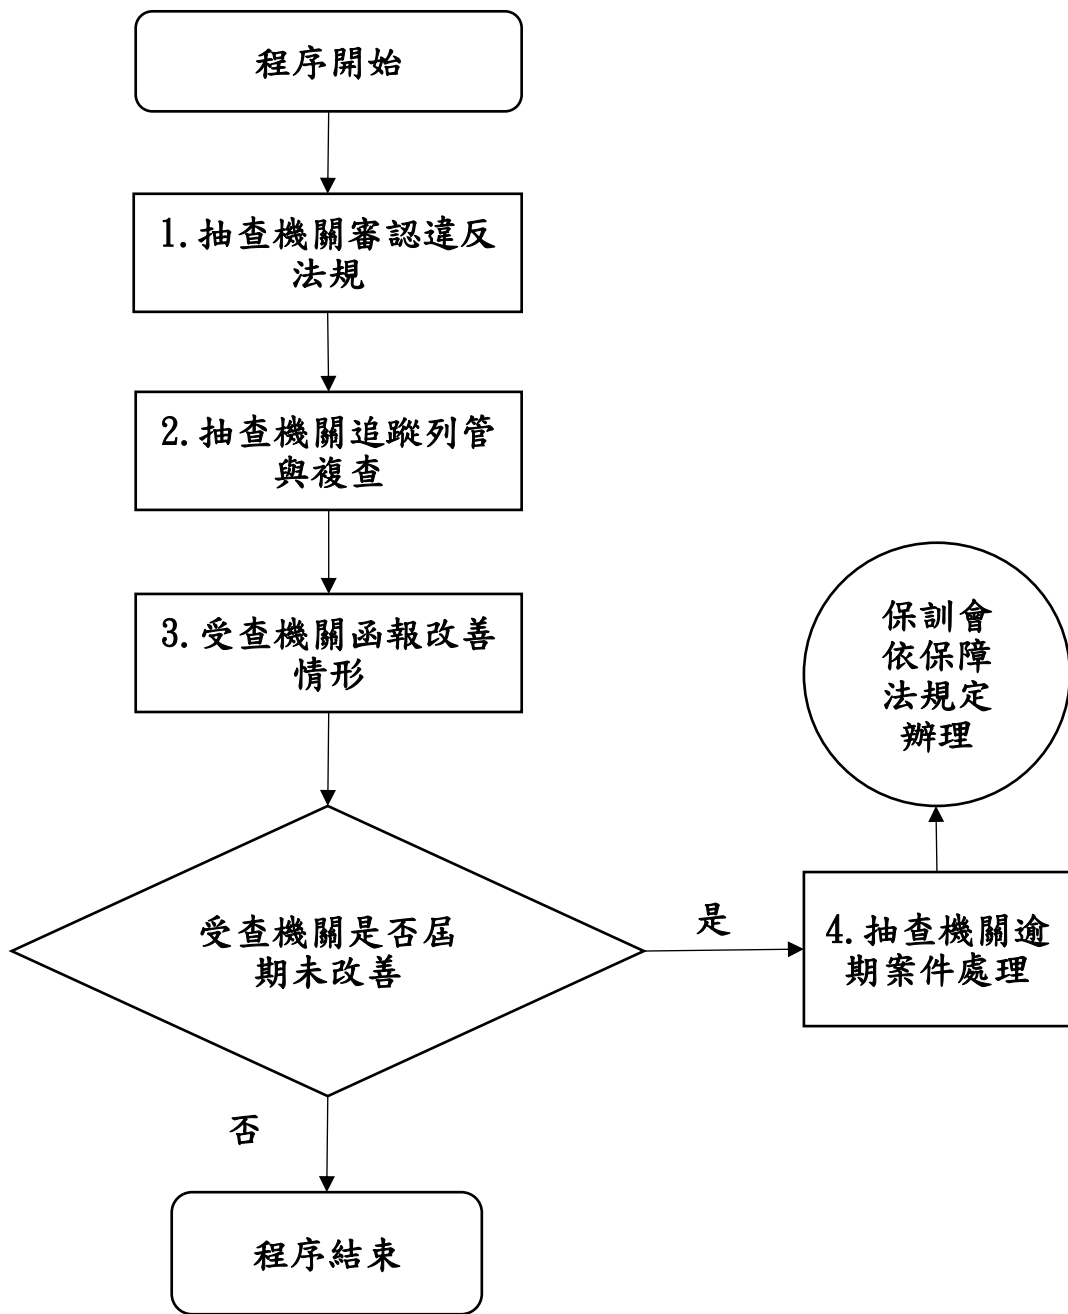 程序開始
1.抽查機關審認違反
法規
2.抽查機關追蹤列管
與複查
3.受查機關函報改善
情形
受查機關是否屆
期未改善
是
4.抽查機關逾
期案件處理
保訓會
依保障
法規定
辦理
否
程序結束